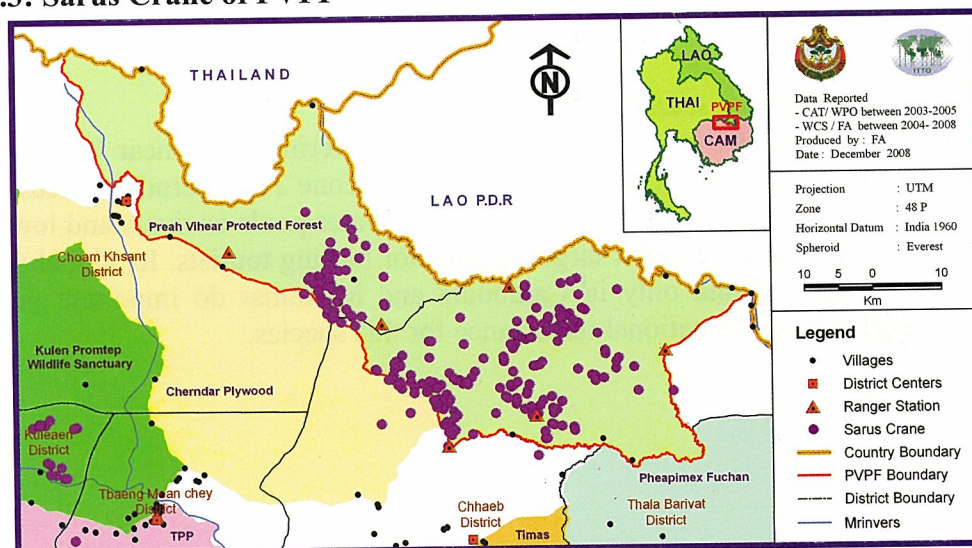 .3: Sarus Crane of PVPF
THAILAND
N
LAO P.D.R
Preah Vihear Protected Forest
Choam Khsant
District
Kulen Promtep
Wildlife Sanctuary
Cherndar Plywood
Kuleaen
District
Tbaeng Mean chey
District
TPP
Chhaeb
District
Timas
Pheapimex Fuchan
Thala Barivat
District
LAO
THAI
PVPF
CAM
ITTO
Data Reported
- CAT/ WPO between 2003-2005
- WCS / FA between 2004- 2008
Produced by : FA
Date : December 2008
Projection : UTM
Zone : 48 P
Horizontal Datum : India 1960
Spheroid : Everest
10 5 0 10
Km
Legend
Villages
District Centers
Ranger Station
Sarus Crane
Country Boundary
PVPF Boundary
District Boundary
Mrinvers